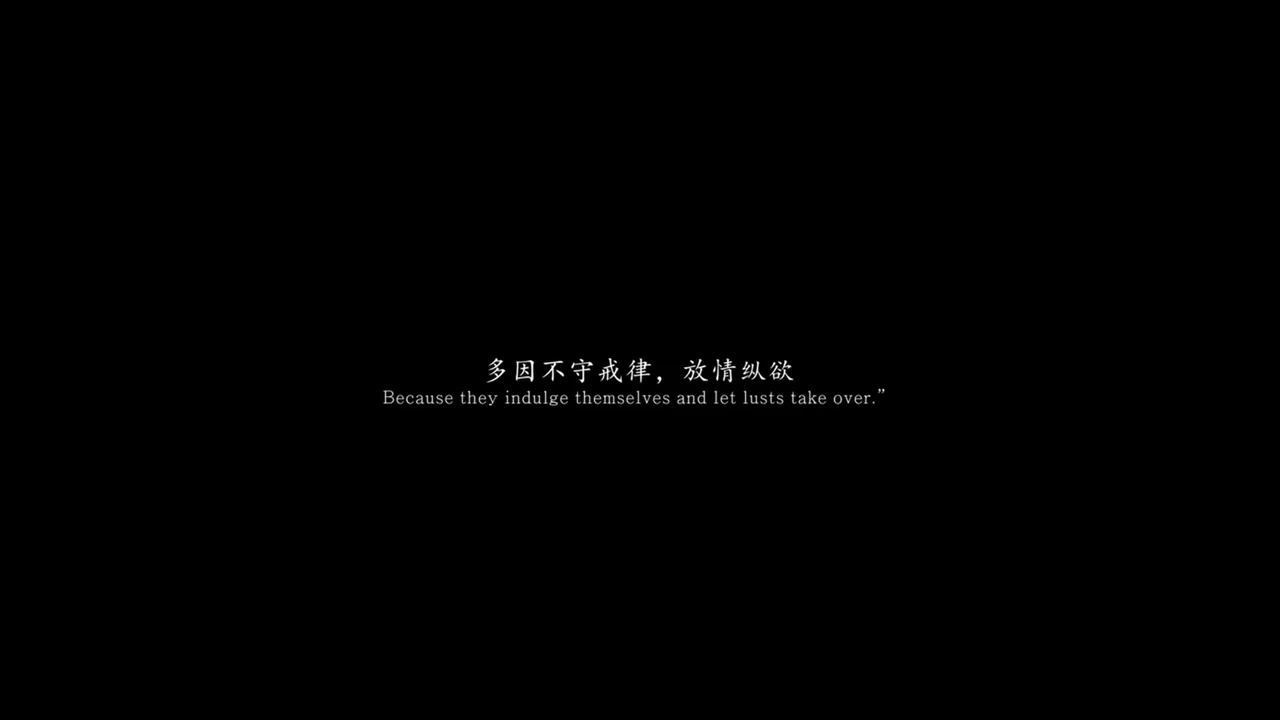 多因不守戒律，放情纵欲
Because they indulge themselves and let lusts take over.”